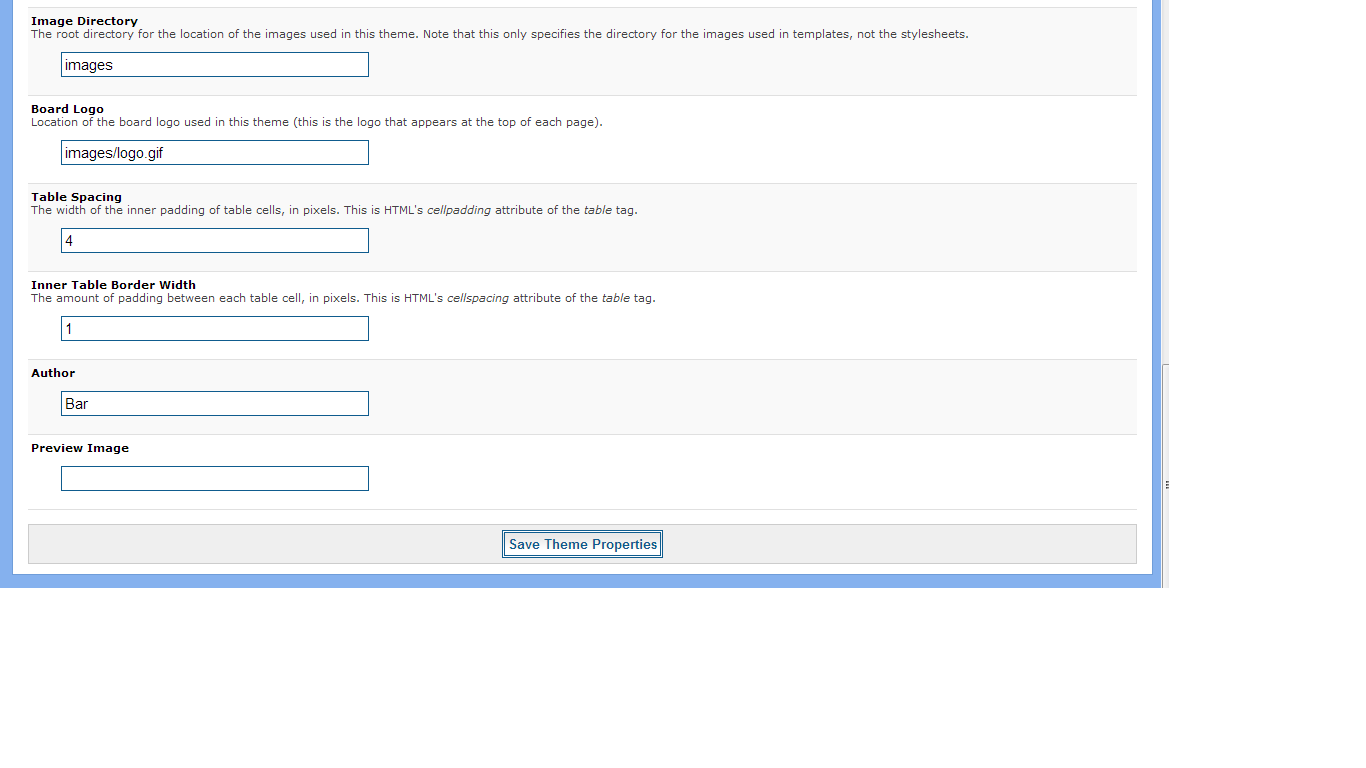 Image Directory
The root directory for the location of the images used in this theme. Note that this only specifies the directory for the images used in templates, not the stylesheets.
images
Board Logo
Location of the board logo used in this theme (this is the logo that appears at the top of each page).
images/logo.gif
Table Spacing
The width of the inner padding of table cells, in pixels. This is HTML's cellpadding attribute of the table tag.
4
Inner Table Border Width
The amount of padding between each table cell, in pixels. This is HTML's cellspacing attribute of the table tag.
1
Author
Bar
Preview Image
Save Theme Properties